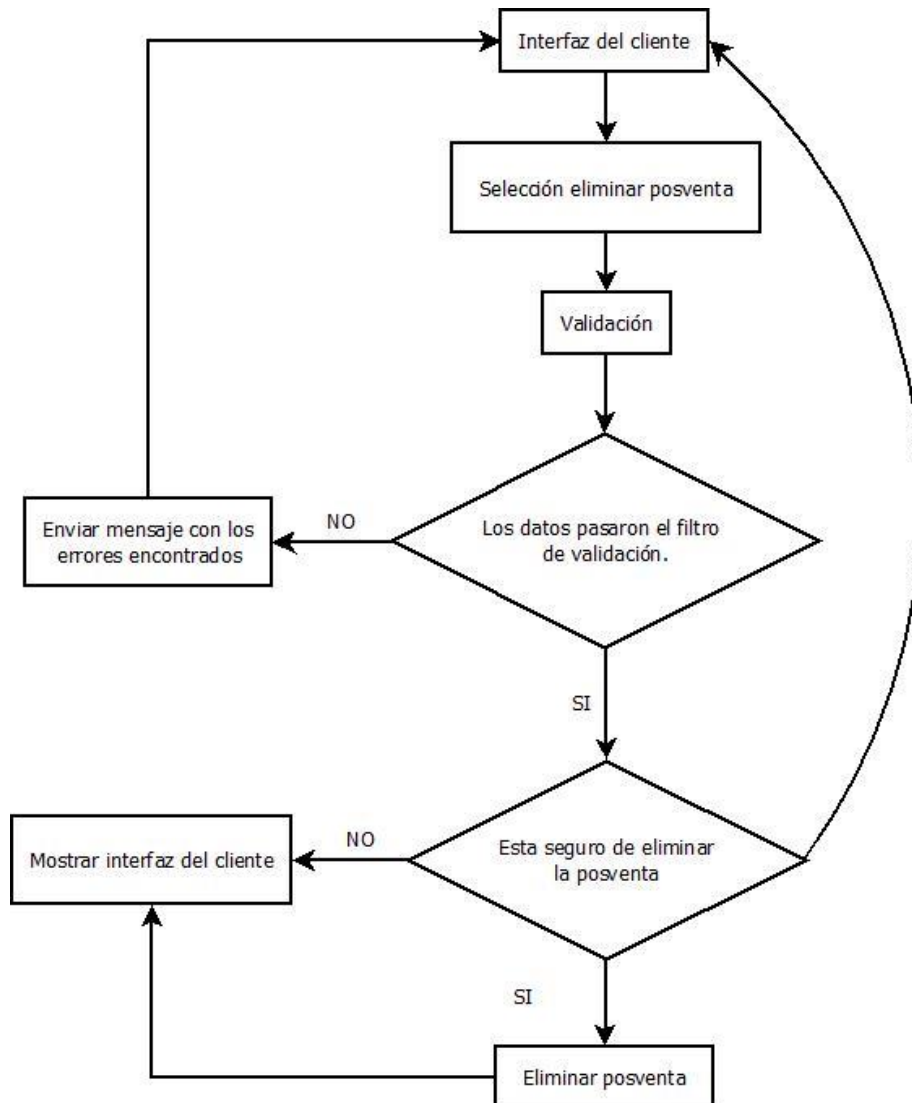 Interfaz del cliente
Selección eliminar posventa
Validación
Los datos pasaron el filtro
de validación.
NO
Enviar mensaje con los
errores encontrados
SI
Esta seguro de eliminar
la posventa
NO
Mostrar interfaz del cliente
SI
Eliminar posventa